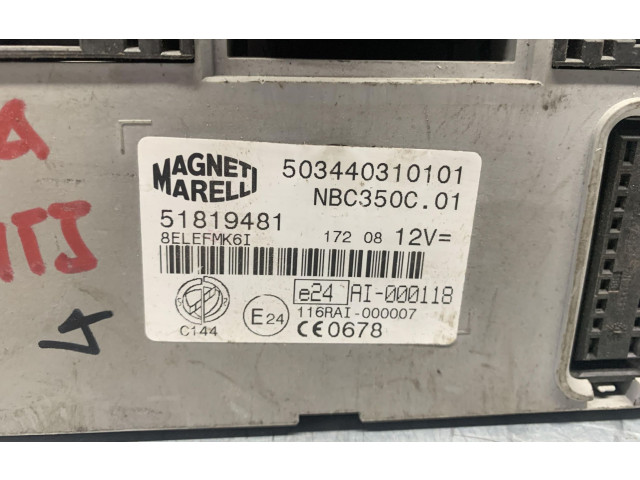 MAGNETI MARELLI
503440310101
NBC350C.01
51819481
8ELEFMK6I
172 08 12V=
e24 AI-000118
E24
116RAI-000007
C144
CE0678